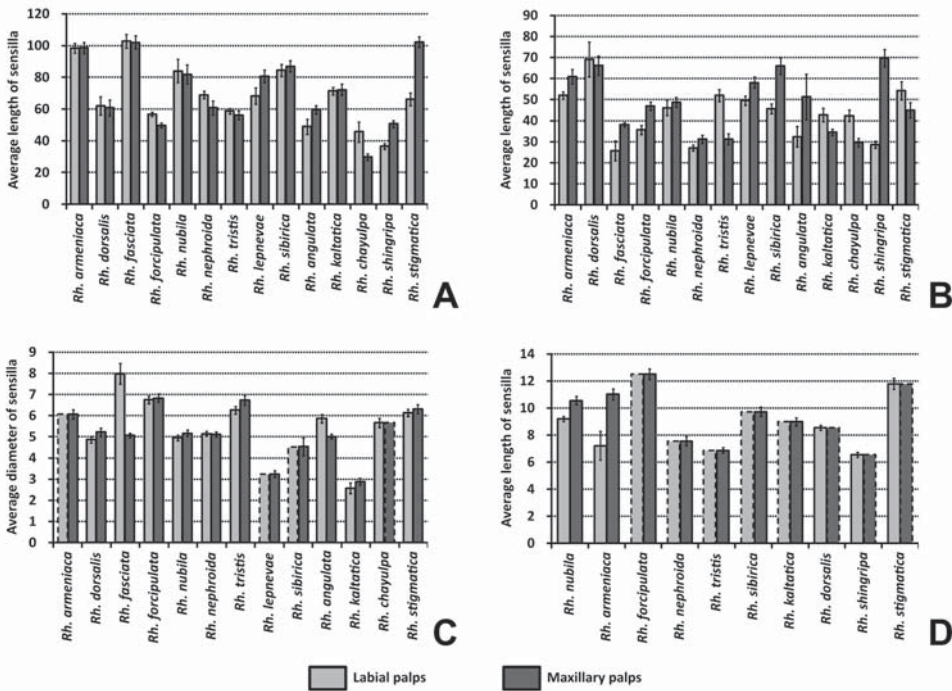 Average length of sensilla
120
100
80
60
40
20
0
Rh. armeniaca
Rh. dorsalis
Rh. fasciata
Rh. forcipulata
Rh. nubila
Rh. nephroida
Rh. tristis
Rh. lepnevae
Rh. sibirica
Rh. angulata
Rh. kaltatica
Rh. chayulpa
Rh. shingripa
Rh. stigmatica
A
Average length of sensilla
90
80
70
60
50
40
30
20
10
0
Rh. armeniaca
Rh. dorsalis
Rh. fasciata
Rh. forcipulata
Rh. nubila
Rh. nephroida
Rh. tristis
Rh. lepnevae
Rh. sibirica
Rh. angulata
Rh. kaltatica
Rh. chayulpa
Rh. shingripa
Rh. stigmatica
B
Average diameter of sensilla
9
8
7
6
5
4
3
2
1
0
Rh. armeniaca
Rh. dorsalis
Rh. fasciata
Rh. forcipulata
Rh. nubila
Rh. nephroida
Rh. tristis
Rh. lepnevae
Rh. sibirica
Rh. angulata
Rh. kaltatica
Rh. chayulpa
Rh. stigmatica
C
Average length of sensilla
14
12
10
8
6
4
2
0
Rh. nubila
Rh. armeniaca
Rh. forcipulata
Rh. nephroida
Rh. tristis
Rh. sibirica
Rh. kaltatica
Rh. dorsalis
Rh. shingripa
Rh. stigmatica
D
Labial palps
Maxillary palps